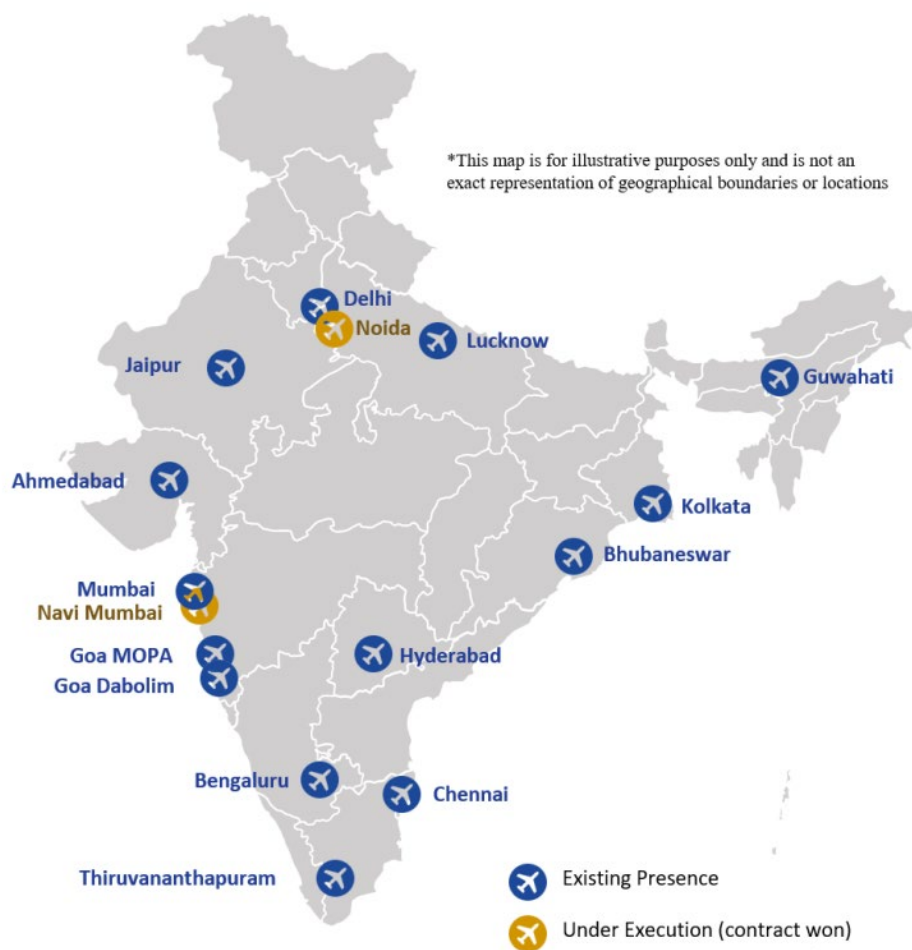 *This map is for illustrative purposes only and is not an
exact representation of geographical boundaries or locations
Delhi
Noida
Lucknow
Jaipur
Guwahati
Ahmedabad
Kolkata
Bhubaneswar
Mumbai
Navi Mumbai
Goa MOPA
Hyderabad
Goa Dabolim
Bengaluru
Chennai
Thiruvananthapuram
Existing Presence
Under Execution (contract won)